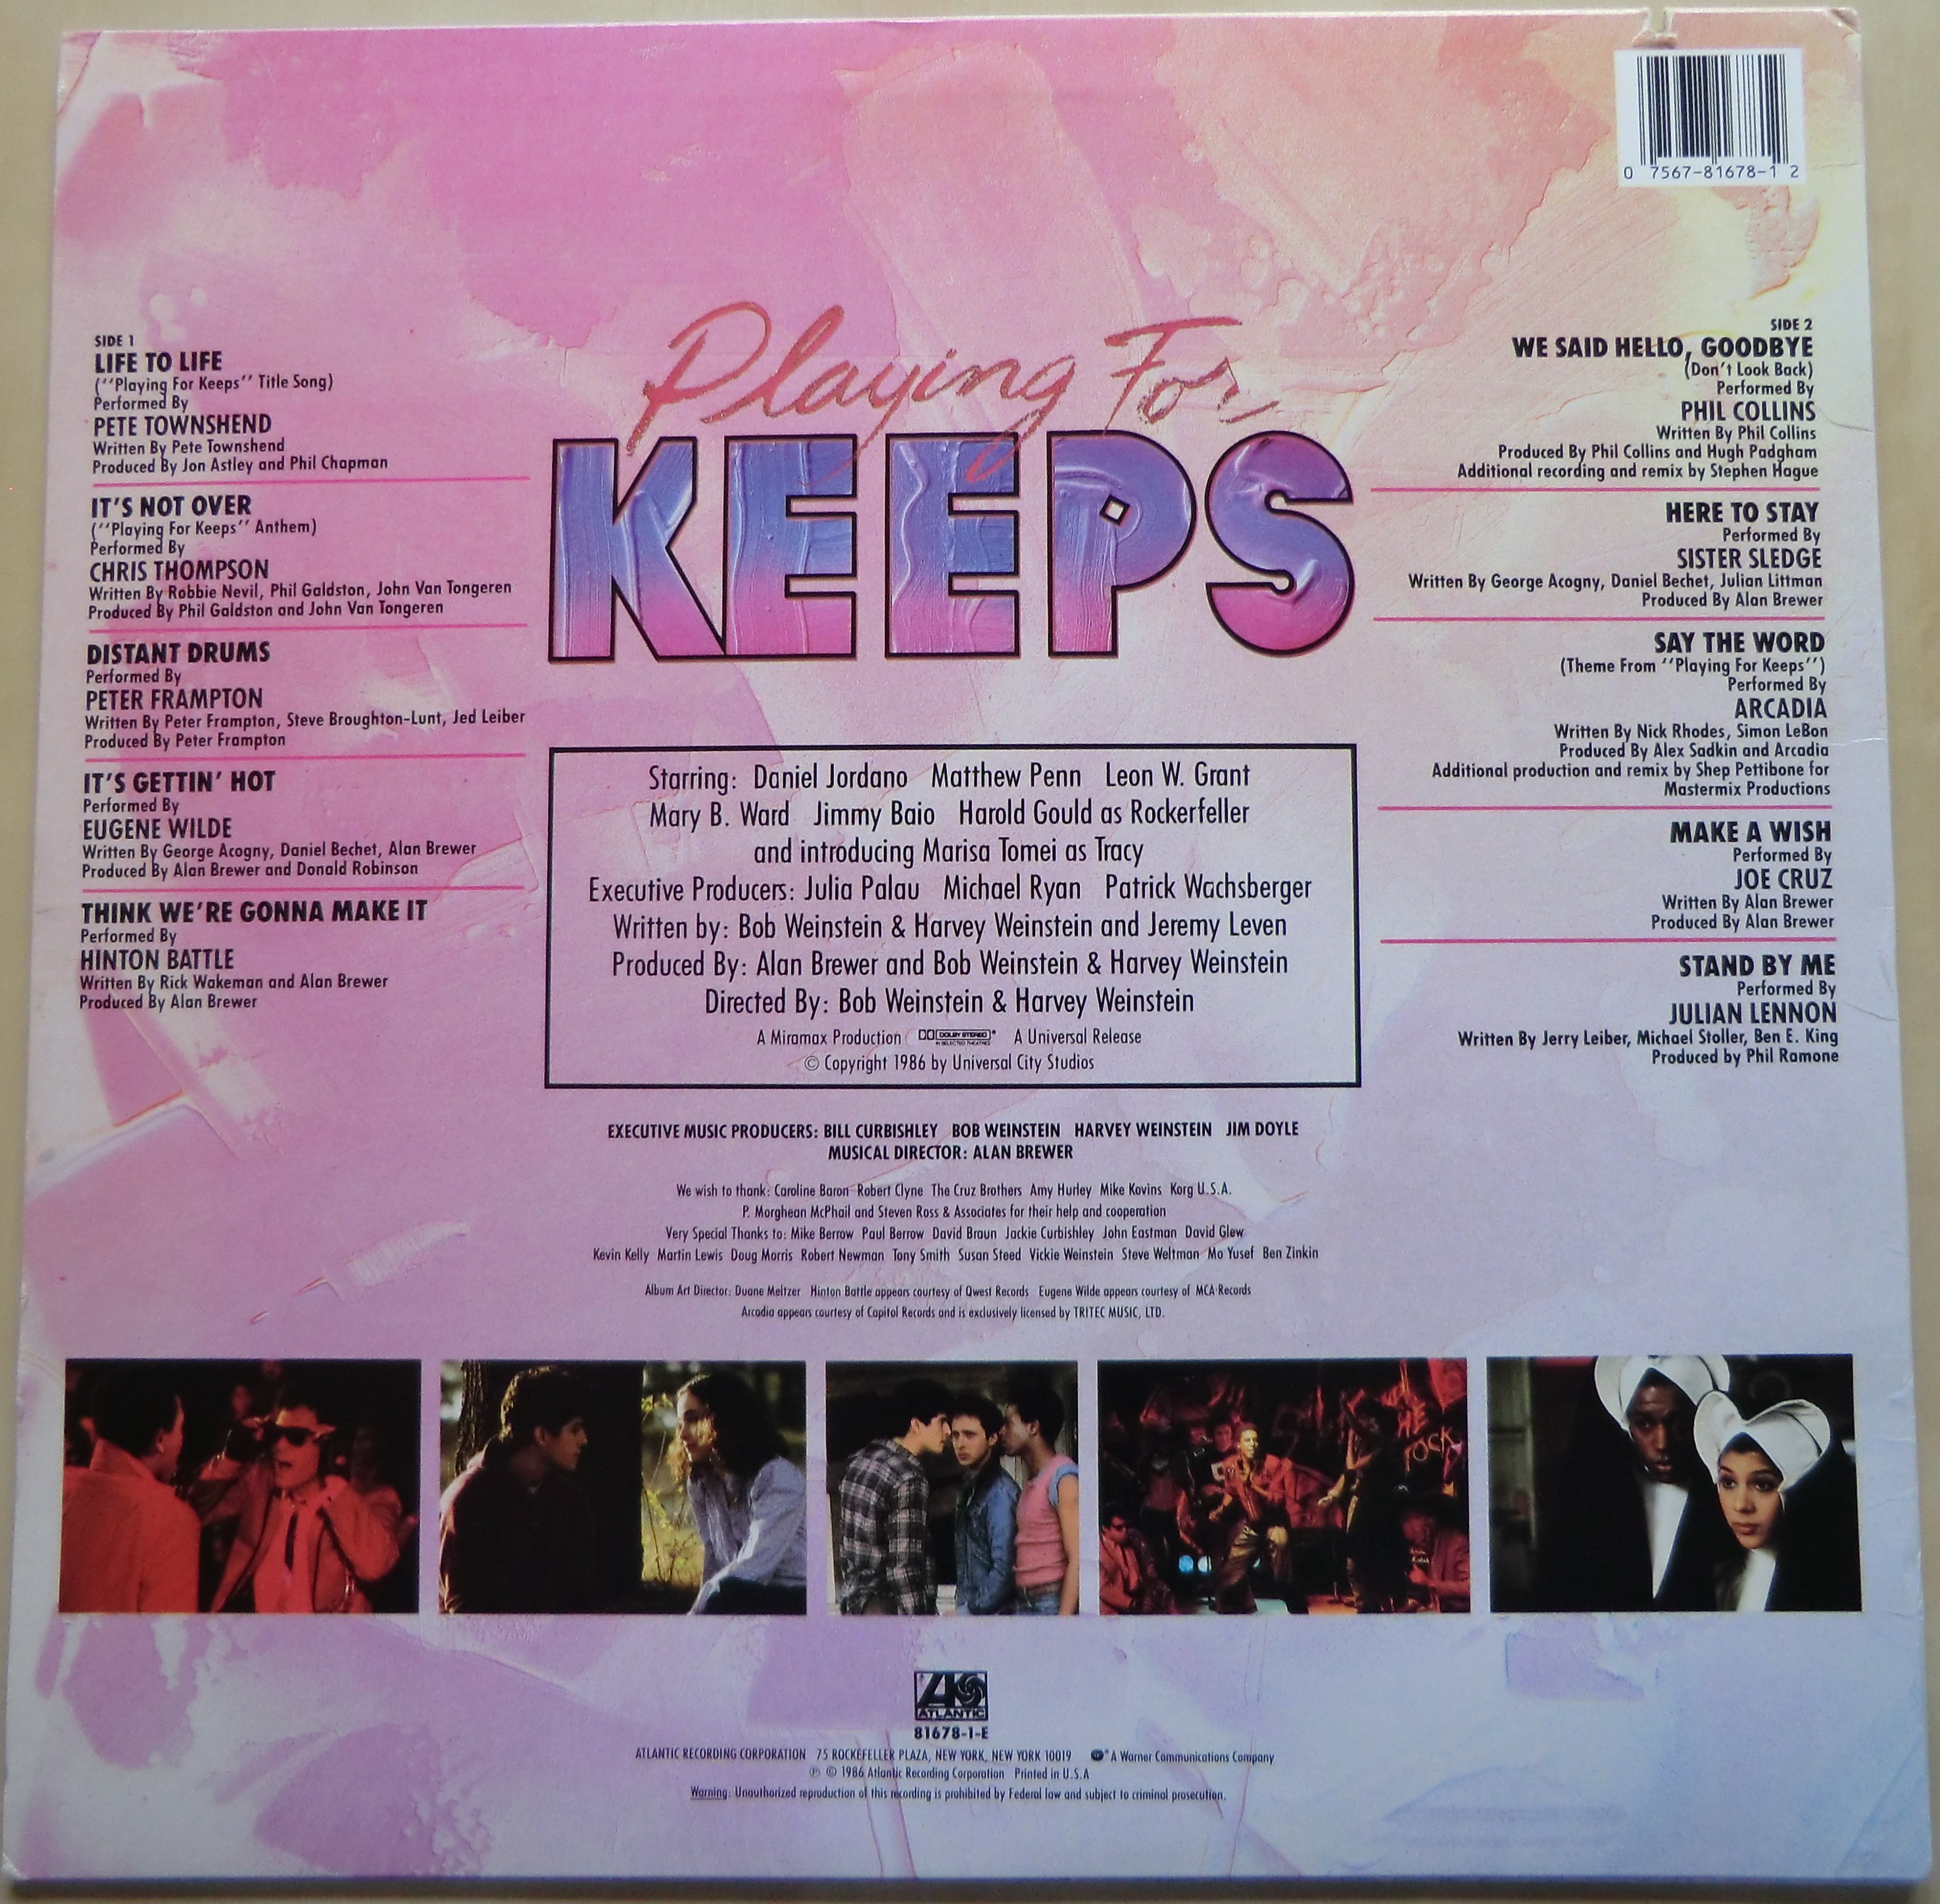 0 7567-81678-1 2
Playing For
KEEPS
SIDE 1
LIFE TO LIFE
(''Playing For Keeps'' Title Song)
Performed By
PETE TOWNSHEND
Written By Pete Townshend
Produced By Jon Astley and Phil Chapman
IT'S NOT OVER
(''Playing For Keeps'' Anthem)
Performed By
CHRIS THOMPSON
Written By Robbie Nevil, Phil Galdston, John Van Tongeren
Produced By Phil Galdston and John Van Tongeren
DISTANT DRUMS
Performed By
PETER FRAMPTON
Written By Peter Frampton, Steve Broughton-Lunt, Jed Leiber
Produced By Peter Frampton
IT'S GETTIN' HOT
Performed By
EUGENE WILDE
Written By George Acogny, Daniel Bechet, Alan Brewer
Produced By Alan Brewer and Donald Robinson
THINK WE'RE GONNA MAKE IT
Performed By
HINTON BATTLE
Written By Rick Wakeman and Alan Brewer
Produced By Alan Brewer
SIDE 2
WE SAID HELLO, GOODBYE
(Don't Look Back)
Performed By
PHIL COLLINS
Written By Phil Collins
Produced By Phil Collins and Hugh Padgham
Additional recording and remix by Stephen Hague
HERE TO STAY
Performed By
SISTER SLEDGE
Written By George Acogny, Daniel Bechet, Julian Littman
Produced By Alan Brewer
SAY THE WORD
(Theme From ''Playing For Keeps'')
Performed By
ARCADIA
Written By Nick Rhodes, Simon LeBon
Produced By Alex Sadkin and Arcadia
Additional production and remix by Shep Pettibone for
Mastermix Productions
MAKE A WISH
Performed By
JOE CRUZ
Written By Alan Brewer
Produced By Alan Brewer
STAND BY ME
Performed By
JULIAN LENNON
Written By Jerry Leiber, Michael Stoller, Ben E. King
Produced by Phil Ramone
Starring: Daniel Jordano Matthew Penn Leon W. Grant
Mary B. Ward Jimmy Baio Harold Gould as Rockerfeller
and introducing Marisa Tomei as Tracy
Executive Producers: Julia Palau Michael Ryan Patrick Wachsberger
Written by: Bob Weinstein & Harvey Weinstein and Jeremy Leven
Produced By: Alan Brewer and Bob Weinstein & Harvey Weinstein
Directed By: Bob Weinstein & Harvey Weinstein
A Miramax Production DOLBY STEREO IN SELECTED THEATRES A Universal Release
© Copyright 1986 by Universal City Studios
EXECUTIVE MUSIC PRODUCERS: BILL CURBISHLEY BOB WEINSTEIN HARVEY WEINSTEIN JIM DOYLE
MUSICAL DIRECTOR: ALAN BREWER
We wish to thank: Caroline Baron Robert Clyne The Cruz Brothers Amy Hurley Mike Kovins Korg U.S.A.
P. Morghean McPhail and Steven Ross & Associates for their help and cooperation
Very Special Thanks to: Mike Berrow Paul Berrow David Braun Jackie Curbishley John Eastman David Glew
Kevin Kelly Martin Lewis Doug Morris Robert Newman Tony Smith Susan Steed Vickie Weinstein Steve Weltman Mo Yusef Ben Zinkin
Album Art Director: Duane Meltzer Hinton Battle appears courtesy of Qwest Records Eugene Wilde appears courtesy of MCA Records
Arcadia appears courtesy of Capitol Records and is exclusively licensed by TRITEC MUSIC, LTD.
ROCK
ATLANTIC
81678-1-E
ATLANTIC RECORDING CORPORATION 75 ROCKEFELLER PLAZA, NEW YORK, NEW YORK 10019 A Warner Communications Company
℗ © 1986 Atlantic Recording Corporation Printed in U.S.A
Warning: Unauthorized reproduction of this recording is prohibited by Federal law and subject to criminal prosecution.